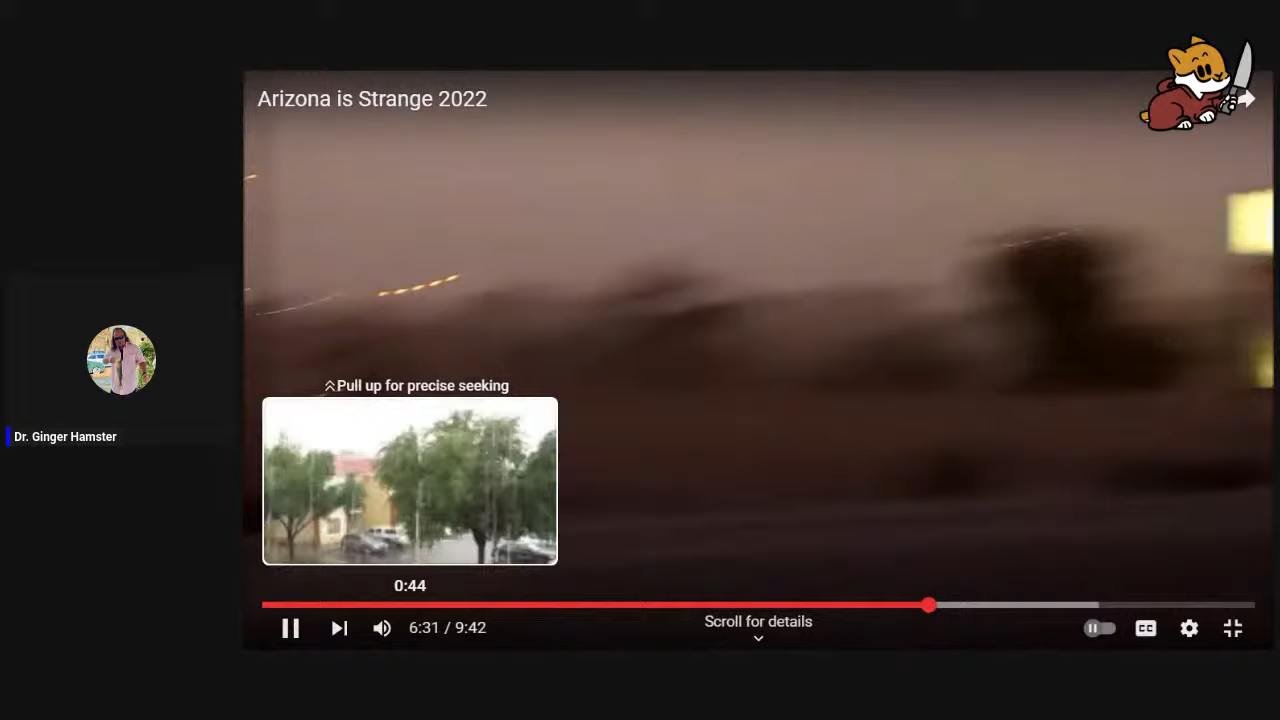 Arizona is Strange 2022
Pull up for precise seeking
Dr. Ginger Hamster
0:44
6:31 / 9:42
Scroll for details
CC